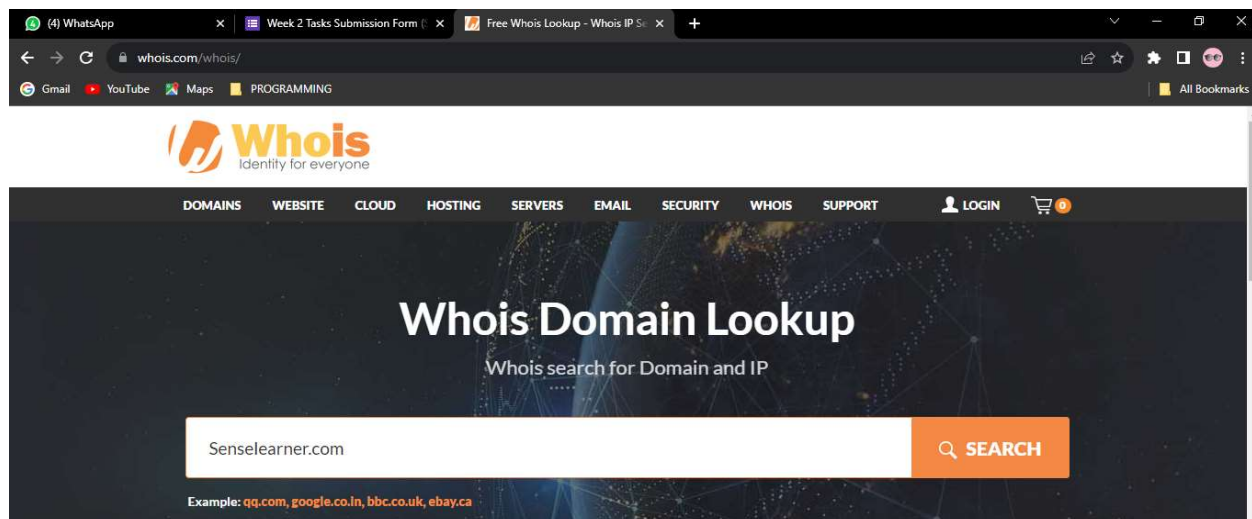 (4) WhatsApp
Week 2 Tasks Submission Form (
Free Whois Lookup - Whois IP Se
whois.com/whois/
Gmail YouTube Maps PROGRAMMING All Bookmarks
Whois
Identity for everyone
DOMAINS WEBSITE CLOUD HOSTING SERVERS EMAIL SECURITY WHOIS SUPPORT LOGIN 0
Whois Domain Lookup
Whois search for Domain and IP
Senselearner.com SEARCH
Example: qq.com, google.co.in, bbc.co.uk, ebay.ca